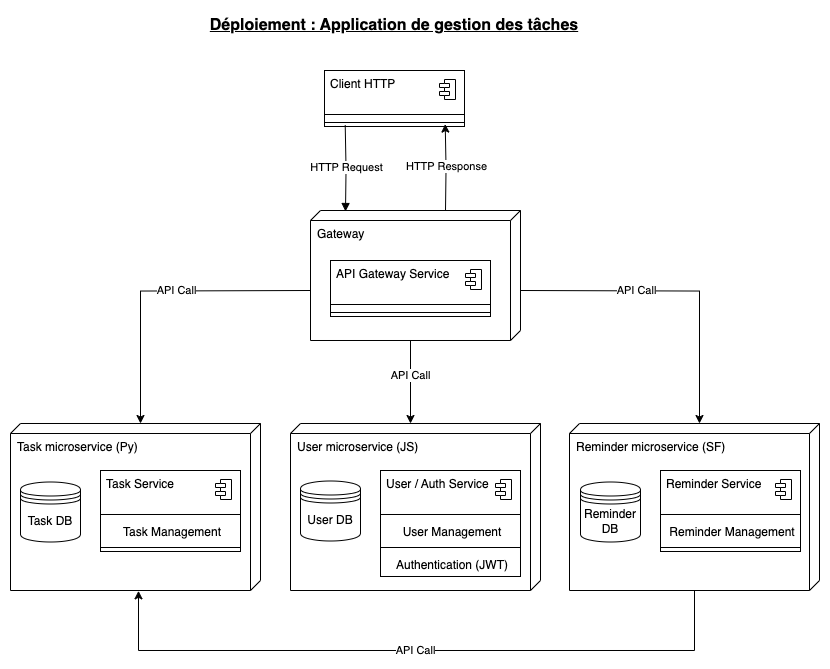 Déploiement : Application de gestion des tâches
Client HTTP
HTTP Request
HTTP Response
Gateway
API Gateway Service
API Call
API Call
API Call
Task microservice (Py)
Task DB
Task Service
Task Management
User microservice (JS)
User DB
User / Auth Service
User Management
Authentication (JWT)
Reminder microservice (SF)
Reminder
DB
Reminder Service
Reminder Management
API Call